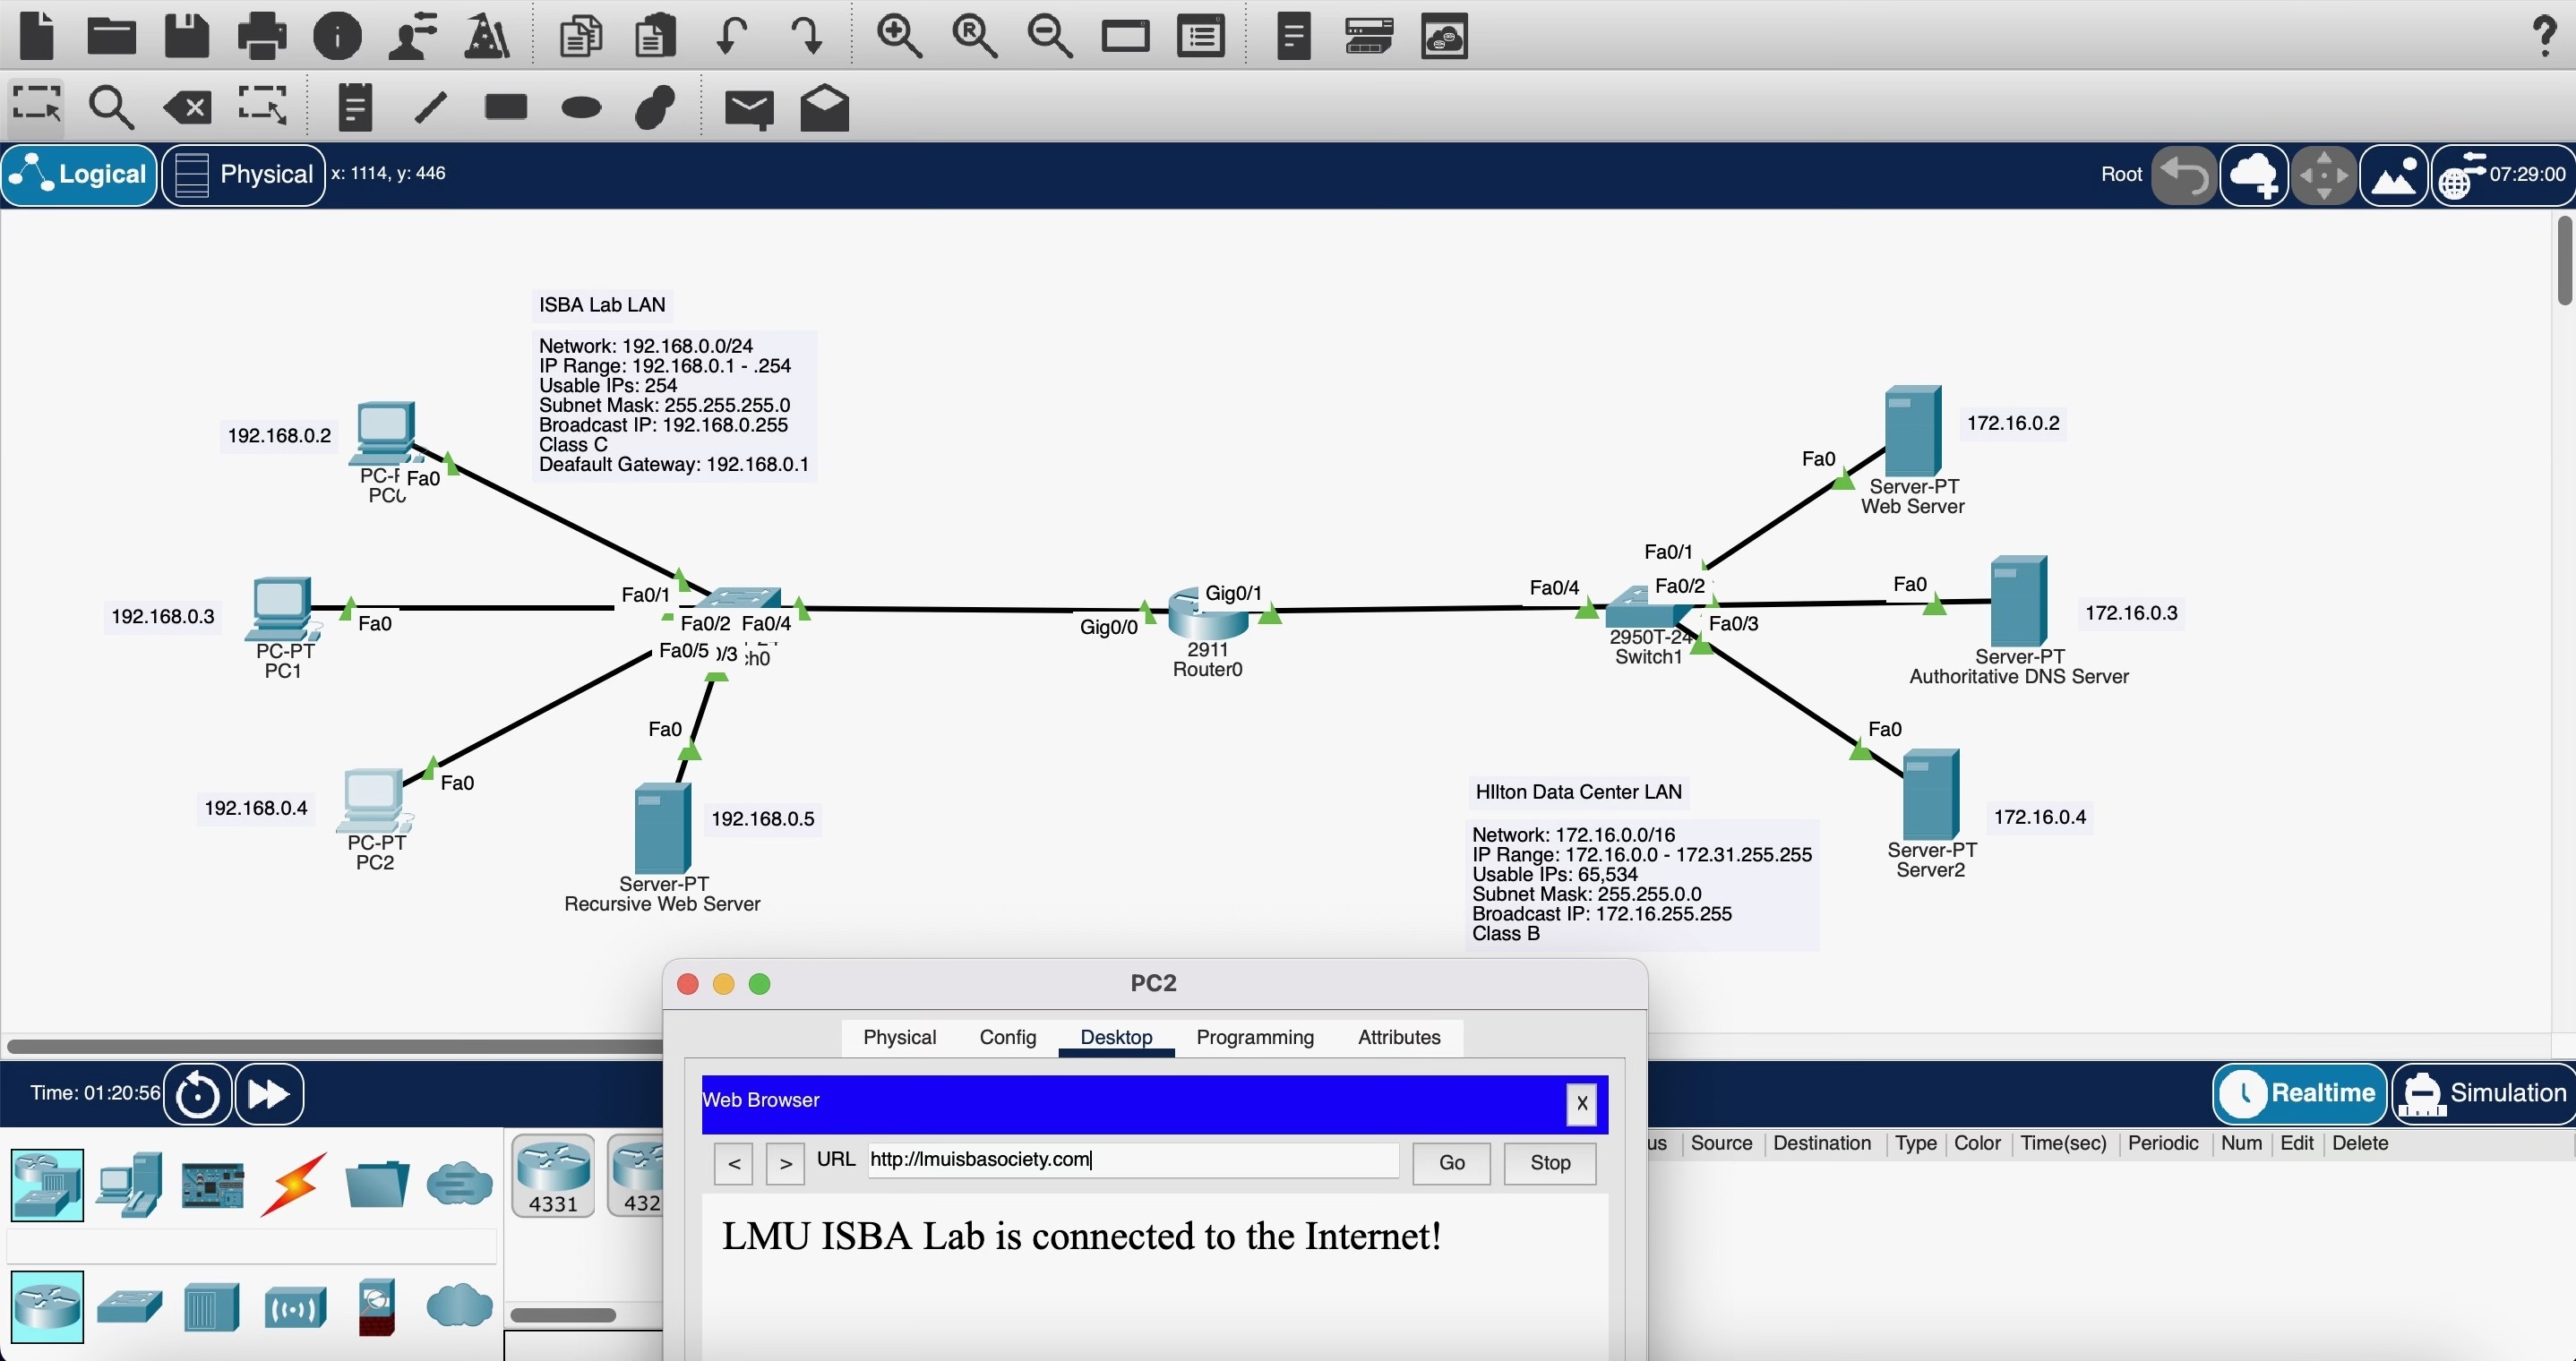 Logical
Physical
x: 1114, y: 446
Root
07:29:00
ISBA Lab LAN
Network: 192.168.0.0/24
IP Range: 192.168.0.1 - .254
Usable IPs: 254
Subnet Mask: 255.255.255.0
Broadcast IP: 192.168.0.255
Class C
Deafault Gateway: 192.168.0.1
192.168.0.2
Fa0
192.168.0.3
Fa0
PC-PT
PC1
192.168.0.4
Fa0
PC-PT
PC2
Fa0/1
Fa0/2
Fa0/4
Fa0/5
Fa0
192.168.0.5
Server-PT
Recursive Web Server
Gig0/0
Gig0/1
2911
Router0
Fa0/4
Fa0/1
Fa0/2
Fa0/3
2950T-24
Switch1
Fa0
172.16.0.2
Server-PT
Web Server
Fa0
172.16.0.3
Server-PT
Authoritative DNS Server
Fa0
172.16.0.4
Server-PT
Server2
HIlton Data Center LAN
Network: 172.16.0.0/16
IP Range: 172.16.0.0 - 172.31.255.255
Usable IPs: 65,534
Subnet Mask: 255.255.0.0
Broadcast IP: 172.16.255.255
Class B
PC2
Physical Config Desktop Programming Attributes
Web Browser
X
< > URL http://lmuisbasociety.com Go Stop
LMU ISBA Lab is connected to the Internet!
Time: 01:20:56
Realtime
Simulation
Source Destination Type Color Time(sec) Periodic Num Edit Delete
4331